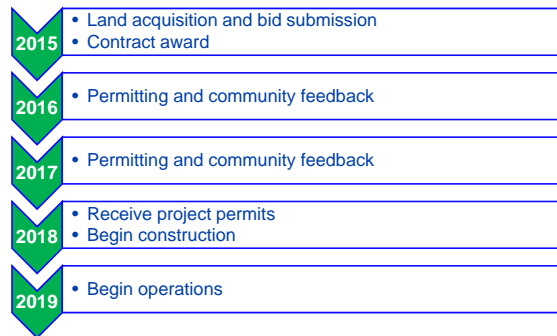 2015
• Land acquisition and bid submission
• Contract award
2016
• Permitting and community feedback
2017
• Permitting and community feedback
2018
• Receive project permits
• Begin construction
2019
• Begin operations